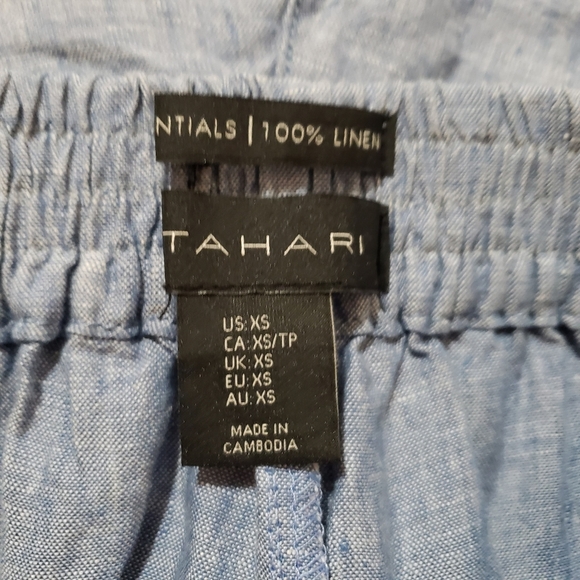 NTIALS | 100% LINEN
TAHARI
US: XS
CA: XS/TP
UK: XS
EU: XS
AU: XS
MADE IN
CAMBODIA